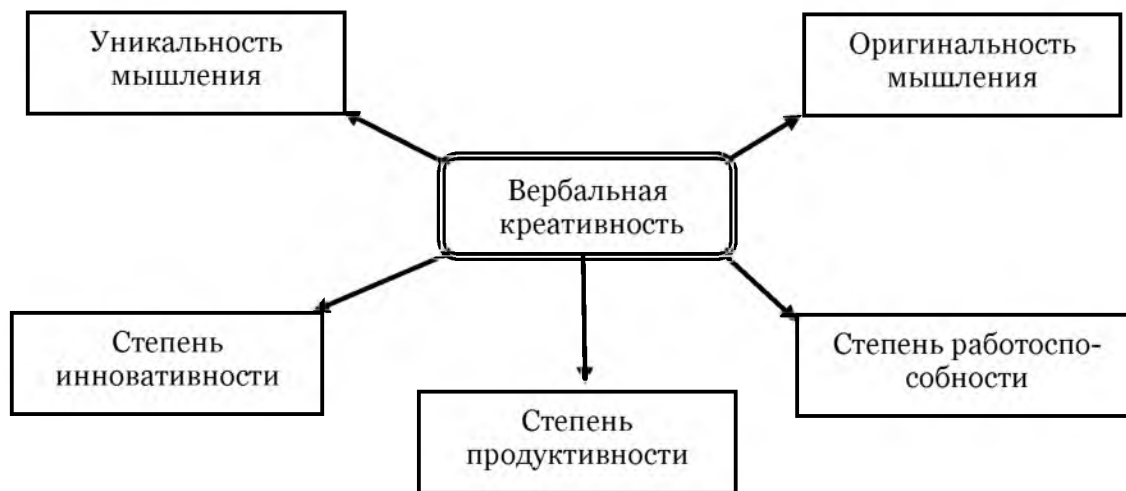 Уникальность
мышления
Оригинальность
мышления
Вербальная
креативность
Степень
инновативности
Степень работоспо-
собности
Степень
продуктивности